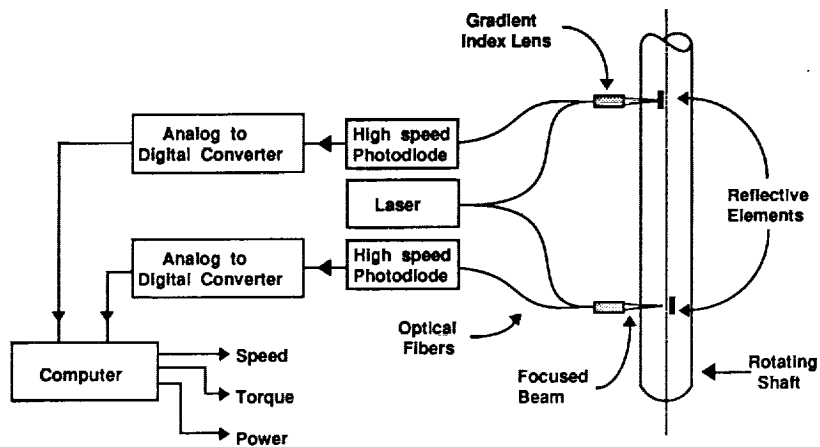 Gradient
Index Lens
Analog to
Digital Converter
High speed
Photodiode
Laser
Reflective
Elements
Analog to
Digital Converter
High speed
Photodiode
Optical
Fibers
Focused
Beam
Rotating
Shaft
Computer
Speed
Torque
Power